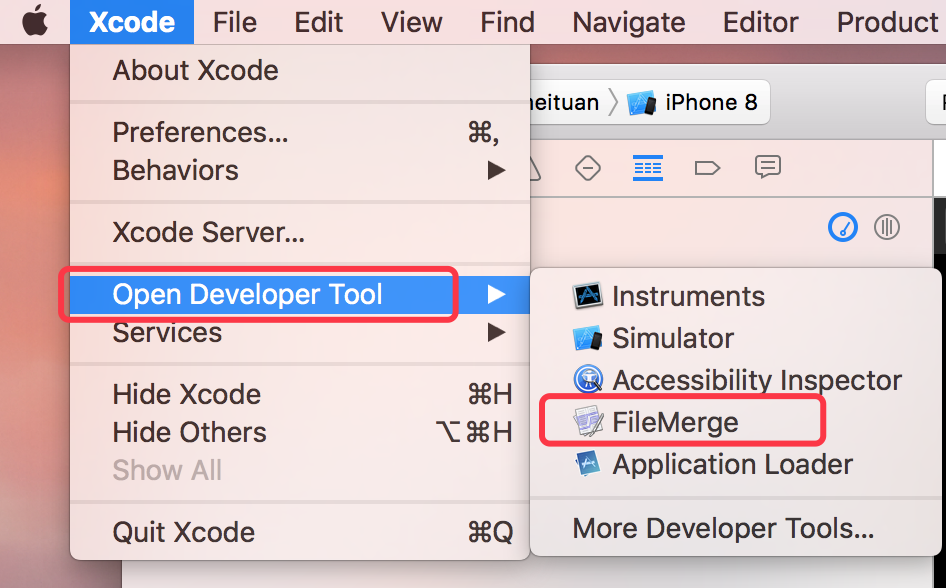 Xcode File Edit View Find Navigate Editor Product
About Xcode
iPhone 8
Preferences... ⌘,
Behaviors ▶
Xcode Server...
Open Developer Tool ▶
Instruments
Services ▶
Simulator
Accessibility Inspector
Hide Xcode ⌘H
FileMerge
Hide Others ⌥⌘H
Application Loader
Show All
More Developer Tools...
Quit Xcode ⌘Q